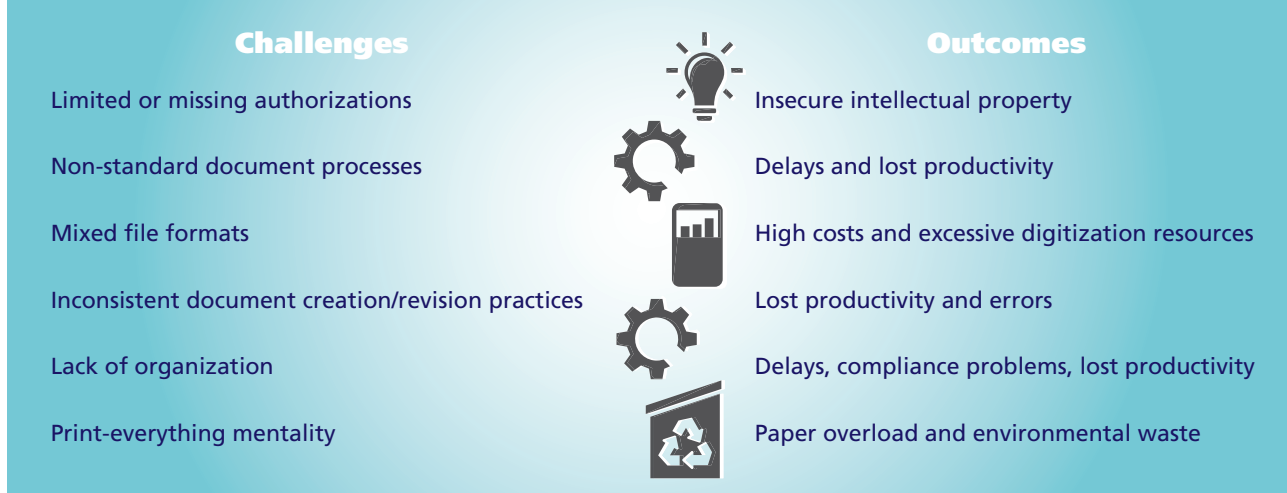 Challenges
Outcomes
Limited or missing authorizations
Insecure intellectual property
Non-standard document processes
Delays and lost productivity
Mixed file formats
High costs and excessive digitization resources
Inconsistent document creation/revision practices
Lost productivity and errors
Lack of organization
Delays, compliance problems, lost productivity
Print-everything mentality
Paper overload and environmental waste